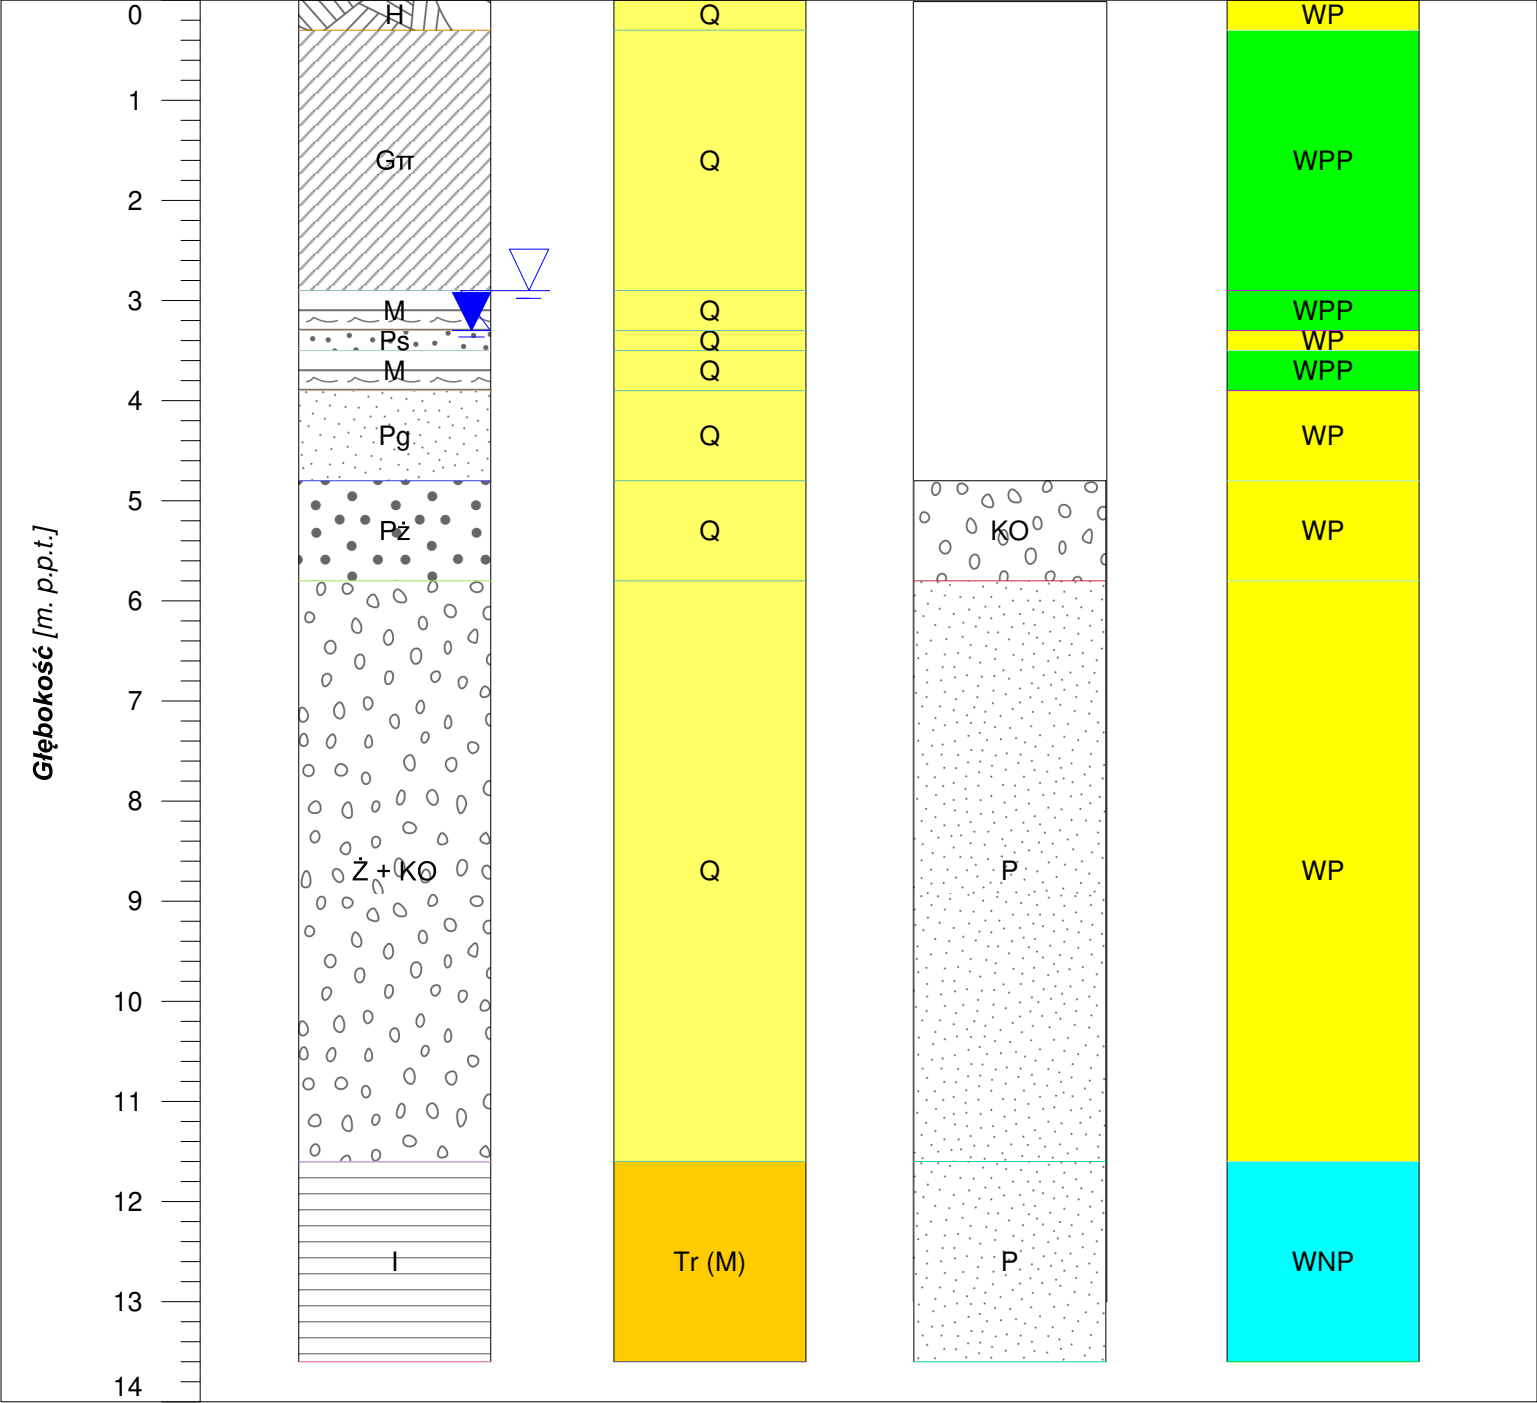 0 H Q WP
1
Gπ Q WPP
2
3 M Q WPP
Ps Q WP
M Q WPP
4
Pg Q WP
5
Pż Q KO WP
6
7
8
Ż + KO Q P WP
9
10
11
12
I Tr (M) P WNP
13
14
Głębokość [m. p.p.t.]